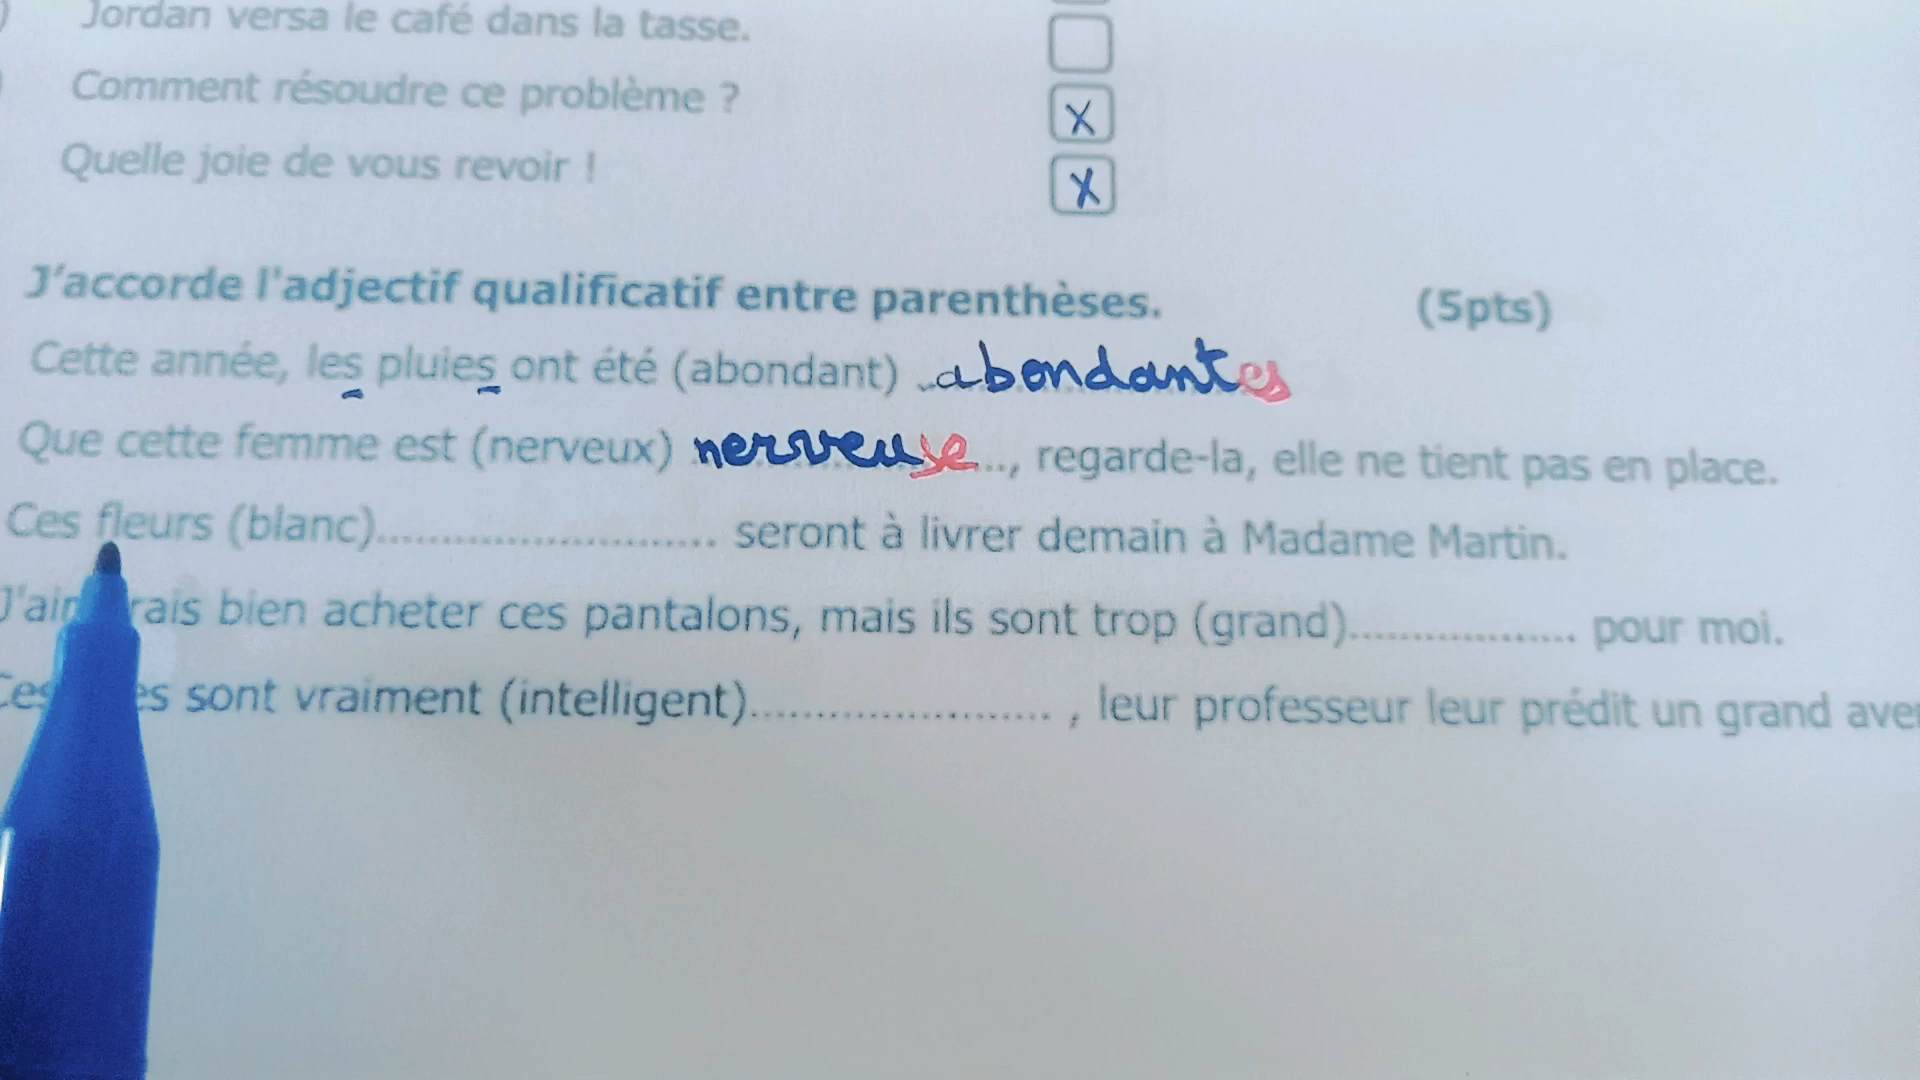 Jordan versa le café dans la tasse.
Comment résoudre ce problème ? X
Quelle joie de vous revoir ! X
J'accorde l'adjectif qualificatif entre parenthèses. (5pts)
Cette année, les pluies ont été (abondant) abondantes
Que cette femme est (nerveux) nerveuse..., regarde-la, elle ne tient pas en place.
Ces fleurs (blanc).......................... seront à livrer demain à Madame Martin.
bien acheter ces pantalons, mais ils sont trop (grand).................. pour moi.
sont vraiment (intelligent)....................... , leur professeur leur prédit un grand